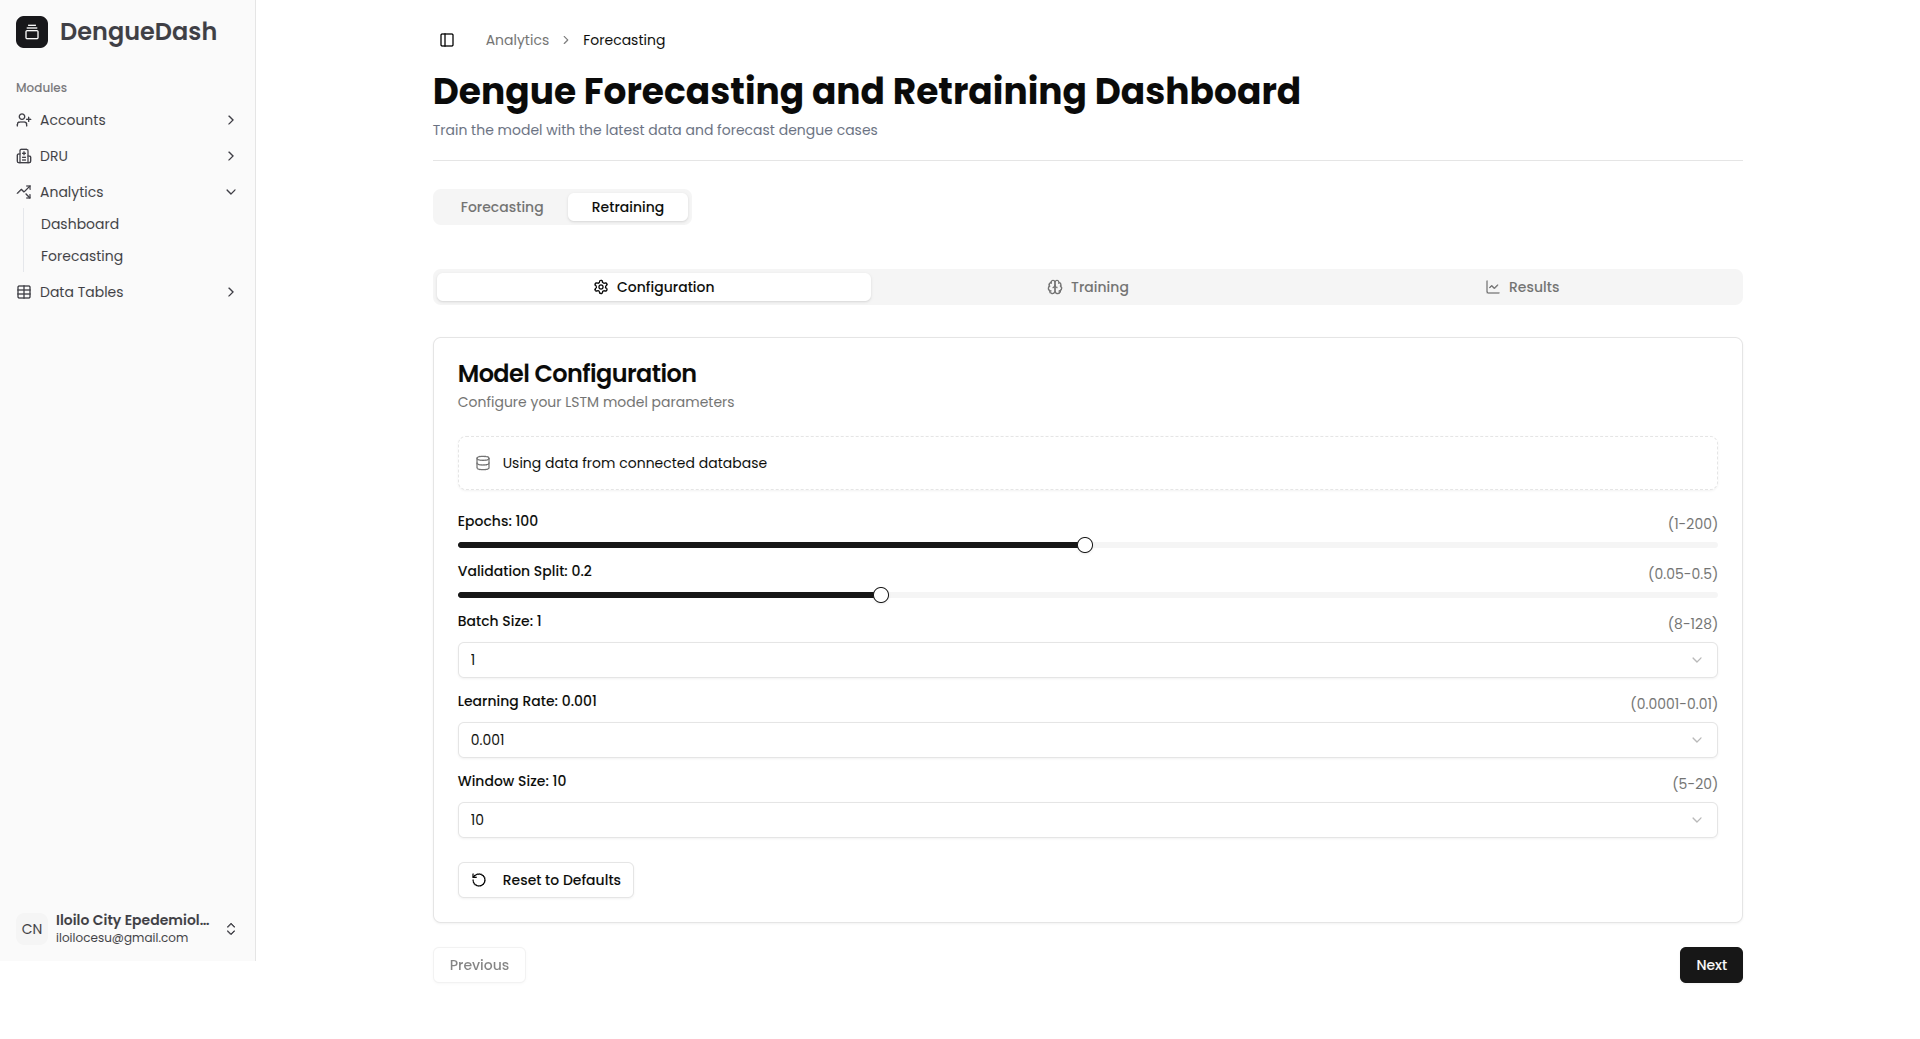 DengueDash
Modules
Accounts
DRU
Analytics
Dashboard
Forecasting
Data Tables
CN
Iloilo City Epedemiol...
iloilocesu@gmail.com
Analytics > Forecasting
Dengue Forecasting and Retraining Dashboard
Train the model with the latest data and forecast dengue cases
Forecasting Retraining
Configuration Training Results
Model Configuration
Configure your LSTM model parameters
Using data from connected database
Epochs: 100 (1-200)
Validation Split: 0.2 (0.05-0.5)
Batch Size: 1 (8-128)
1
Learning Rate: 0.001 (0.0001-0.01)
0.001
Window Size: 10 (5-20)
10
Reset to Defaults
Previous Next